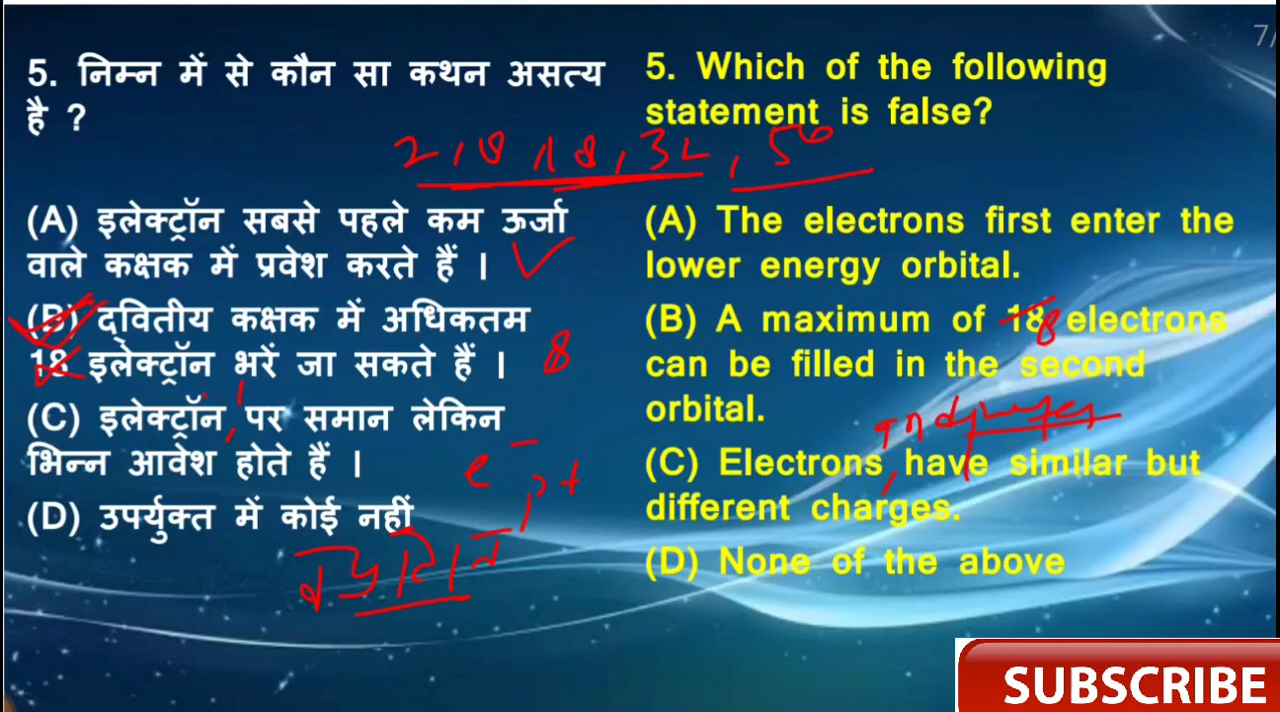 7/
5. निम्न में से कौन सा कथन असत्य
है ?
5. Which of the following
statement is false?
2, 8, 18, 32, 50
(A) इलेक्ट्रॉन सबसे पहले कम ऊर्जा
वाले कक्षक में प्रवेश करते हैं ।
(B) द्वितीय कक्षक में अधिकतम
18 इलेक्ट्रॉन भरें जा सकते हैं । 8
(C) इलेक्ट्रॉन, पर समान लेकिन
भिन्न आवेश होते हैं ।
e⁻, p+
(D) उपर्युक्त में कोई नहीं
(A) The electrons first enter the
lower energy orbital.
(B) A maximum of 18 8 electrons
can be filled in the second
orbital.
(C) Electrons, have similar but
different charges.
(D) None of the above
SUBSCRIBE